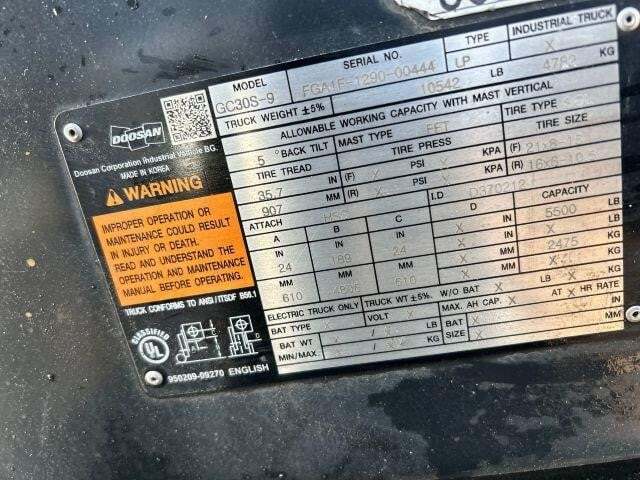 DOOSAN
Doosan Corporation Industrial Vehicle BG.
MADE IN KOREA
WARNING
IMPROPER OPERATION OR
MAINTENANCE COULD RESULT
IN INJURY OR DEATH.
READ AND UNDERSTAND THE
OPERATION AND MAINTENANCE
MANUAL BEFORE OPERATING.
TRUCK CONFORMS TO ANSI / ITSDF B56.1
CLASSIFIED
UL
950209-09270 ENGLISH
MODEL SERIAL NO. TYPE INDUSTRIAL TRUCK
GC30S-9 FGA1F-1290-00444 LP X
TRUCK WEIGHT ±5% 10542 LB 4782 KG
ALLOWABLE WORKING CAPACITY WITH MAST VERTICAL
5 °BACK TILT MAST TYPE FFT TIRE TYPE
TIRE TREAD TIRE PRESS TIRE SIZE
35.7 IN (F) X PSI X KPA (F)
907 MM (R) X PSI X KPA (R)
ATTACH I.D
A B C D CAPACITY
IN IN IN X IN 5500 LB
24 189 24 X MM 2475 KG
MM MM MM X IN X LB
610 610 X MM X KG
ELECTRIC TRUCK ONLY TRUCK WT ±5%. W/O BAT X AT X HR RATE
BAT TYPE VOLT MAX. AH CAP. X
BAT WT LB BAT X IN
MIN/MAX. KG SIZE X MM